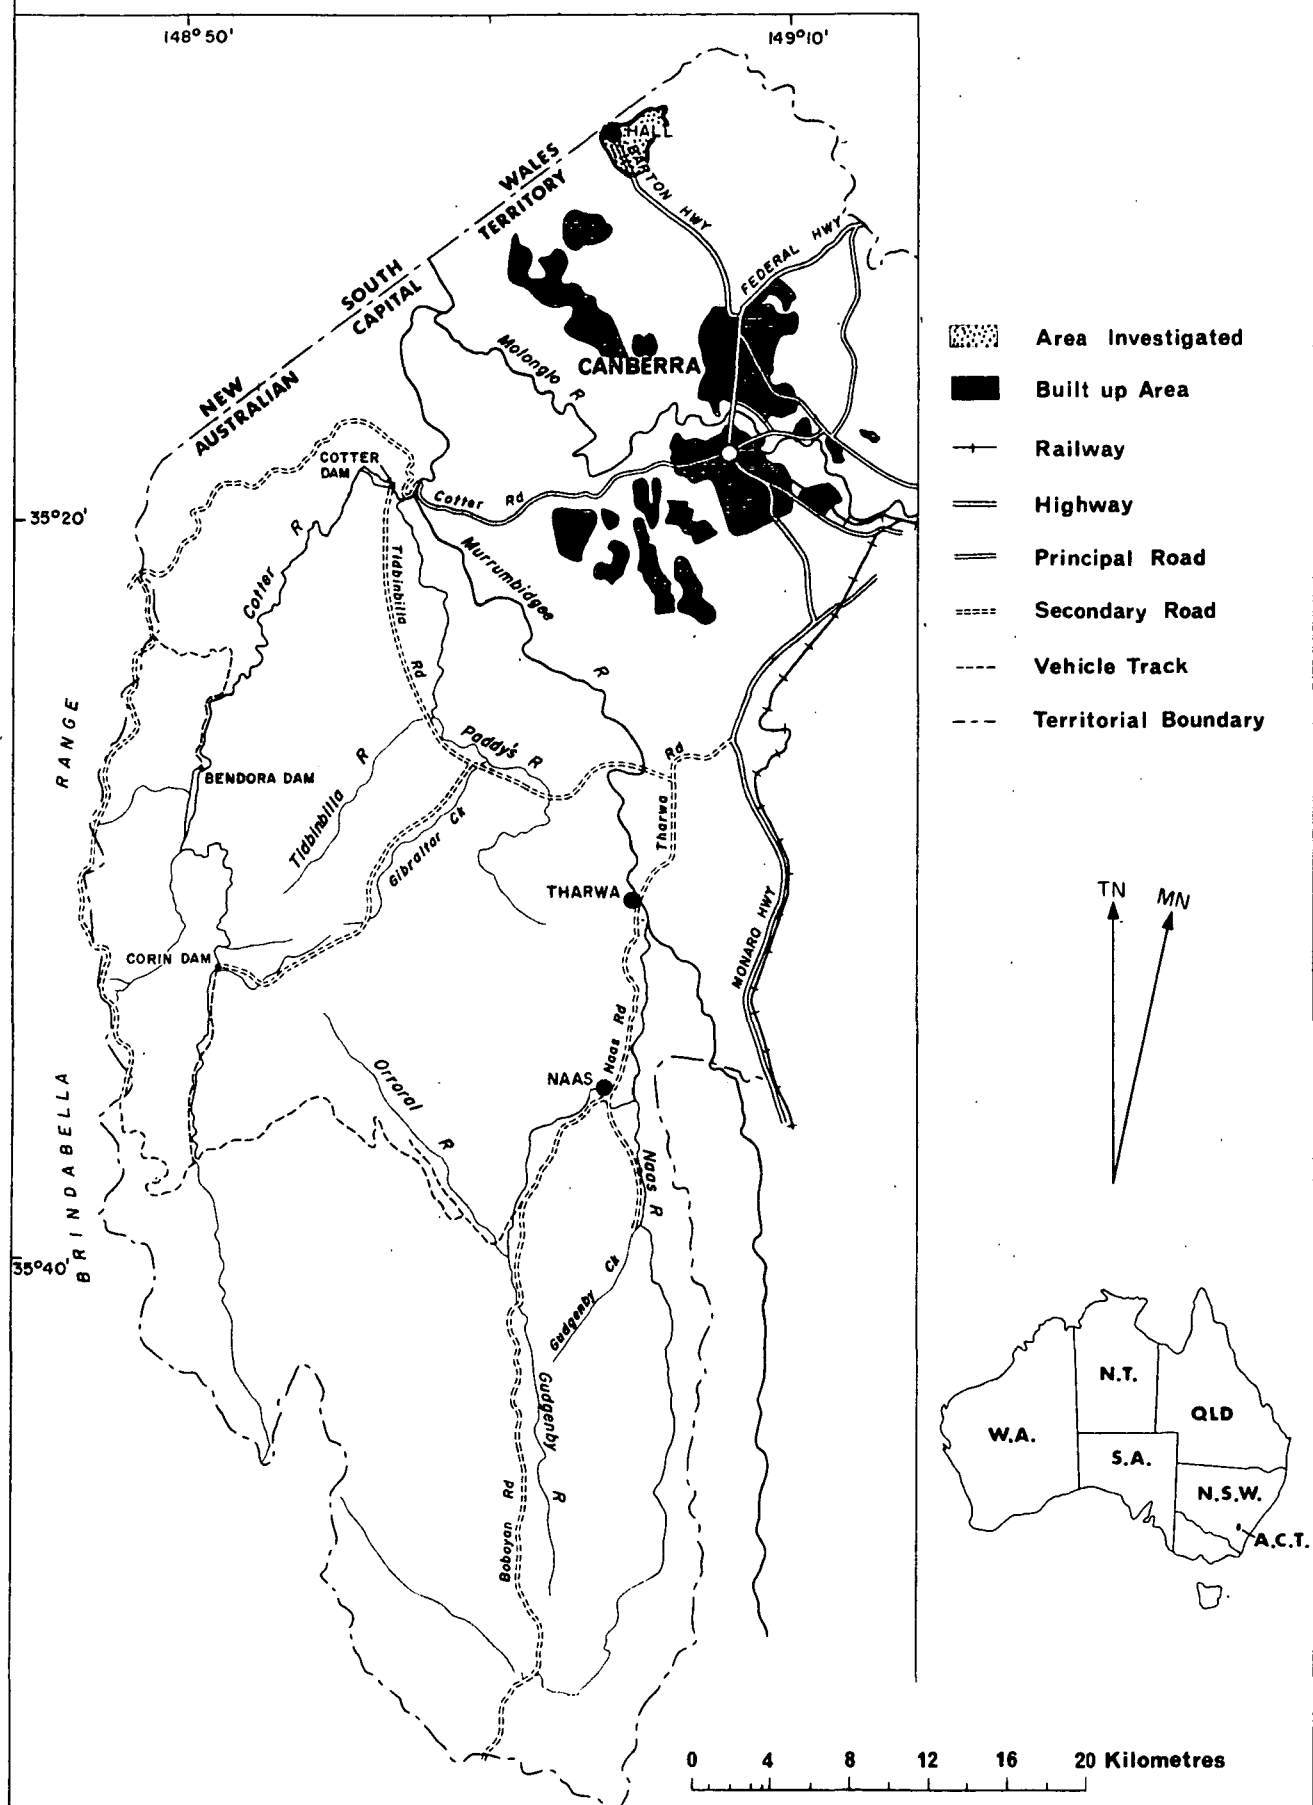 148°50'
149°10'
HALL
BARTON HWY
NEW SOUTH WALES
AUSTRALIAN CAPITAL TERRITORY
FEDERAL HWY
Molonglo R
CANBERRA
COTTER
DAM
Cotter Rd
35°20'
Cotter R
Tidbinbilla Rd
Murrumbidgee R
Paddy's R
Tharwa Rd
BENDORA DAM
Tidbinbilla R
Gibraltar Ck
THARWA
MONARO HWY
CORIN DAM
BRINDABELLA RANGE
Orroral R
Naas Rd
NAAS
Naas R
35°40'
Gudgenby Ck
Gudgenby R
Boboyan Rd
Area Investigated
Built up Area
Railway
Highway
Principal Road
Secondary Road
Vehicle Track
Territorial Boundary
TN
MN
W.A.
N.T.
QLD
S.A.
N.S.W.
A.C.T.
0 4 8 12 16 20 Kilometres